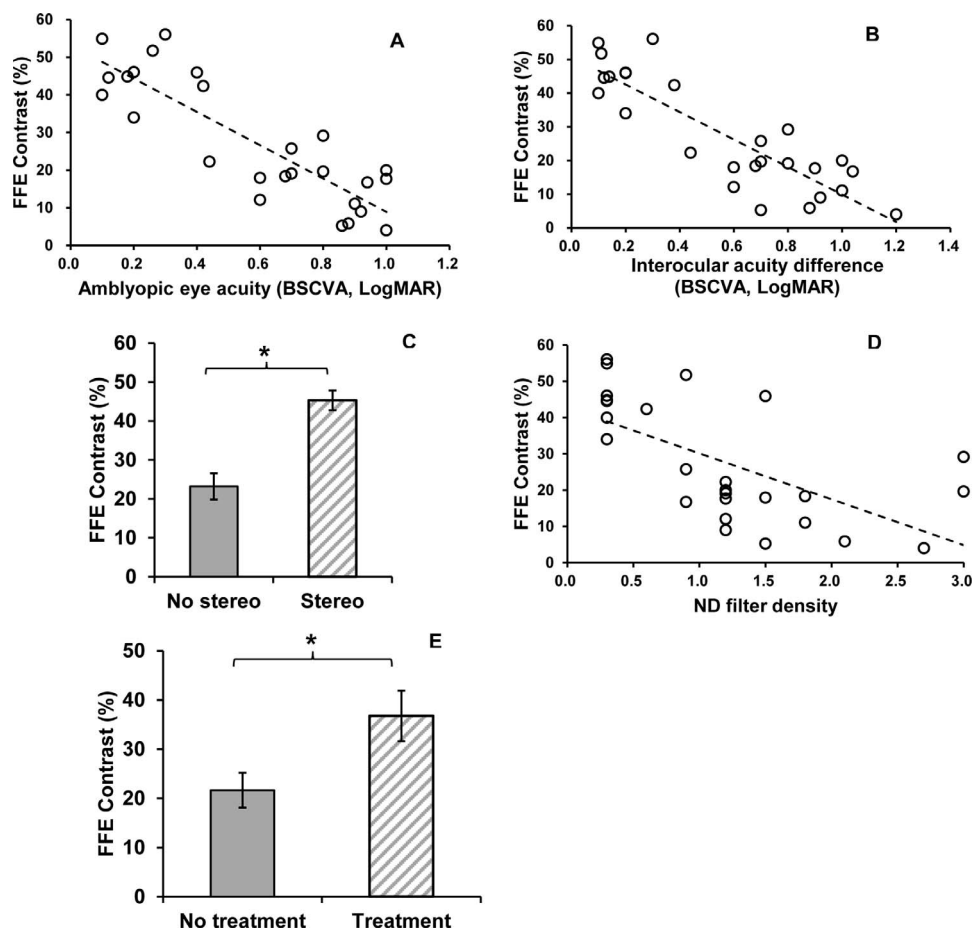 A
FFE Contrast (%)
60
50
40
30
20
10
0
0.0 0.2 0.4 0.6 0.8 1.0 1.2
Amblyopic eye acuity (BSCVA, LogMAR)
B
FFE Contrast (%)
60
50
40
30
20
10
0
0.0 0.2 0.4 0.6 0.8 1.0 1.2 1.4
Interocular acuity difference
(BSCVA, LogMAR)
C
FFE Contrast (%)
60
50
40
30
20
10
0
*
No stereo Stereo
D
FFE Contrast (%)
60
50
40
30
20
10
0
0.0 0.5 1.0 1.5 2.0 2.5 3.0
ND filter density
E
FFE Contrast (%)
50
40
30
20
10
0
*
No treatment Treatment